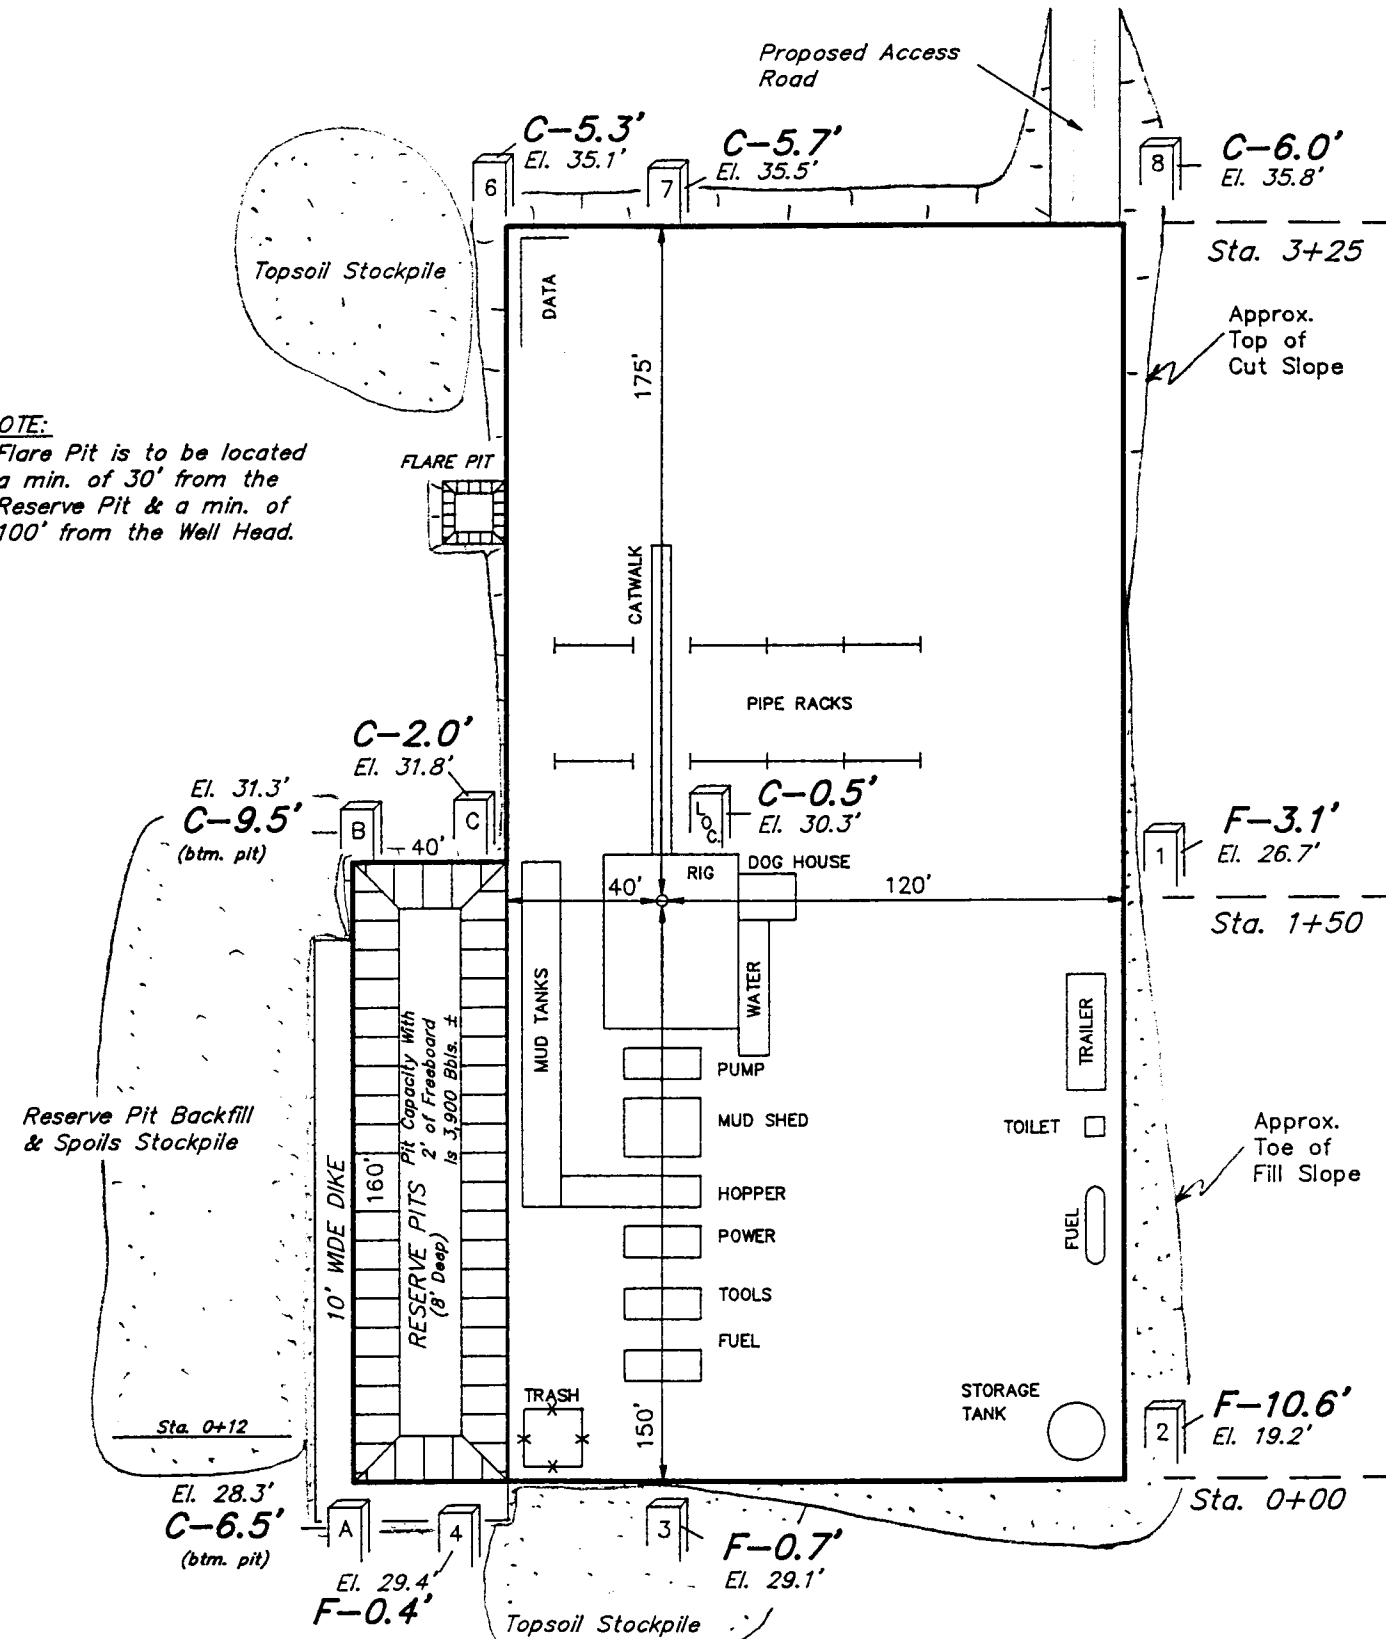 Proposed Access
Road
C-5.3'
El. 35.1'
C-5.7'
El. 35.5'
C-6.0'
El. 35.8'
6
7
8
Sta. 3+25
Topsoil Stockpile
DATA
175'
Approx.
Top of
Cut Slope
OTE:
Flare Pit is to be located
a min. of 30' from the
Reserve Pit & a min. of
100' from the Well Head.
FLARE PIT
CATWALK
PIPE RACKS
C-2.0'
El. 31.8'
El. 31.3'
C-9.5'
(btm. pit)
B
C
40'
LOC.
C-0.5'
El. 30.3'
RIG
DOG HOUSE
40'
120'
F-3.1'
El. 26.7'
1
Sta. 1+50
MUD TANKS
WATER
TRAILER
PUMP
MUD SHED
TOILET
HOPPER
POWER
FUEL
TOOLS
FUEL
Approx.
Toe of
Fill Slope
Reserve Pit Backfill
& Spoils Stockpile
10' WIDE DIKE
160'
RESERVE PITS
(8' Deep)
Pit Capacity With
2' of Freeboard
Is 3,900 Bbls. ±
TRASH
150'
STORAGE
TANK
F-10.6'
El. 19.2'
2
Sta. 0+12
Sta. 0+00
El. 28.3'
C-6.5'
(btm. pit)
A
4
3
El. 29.4'
F-0.4'
F-0.7'
El. 29.1'
Topsoil Stockpile